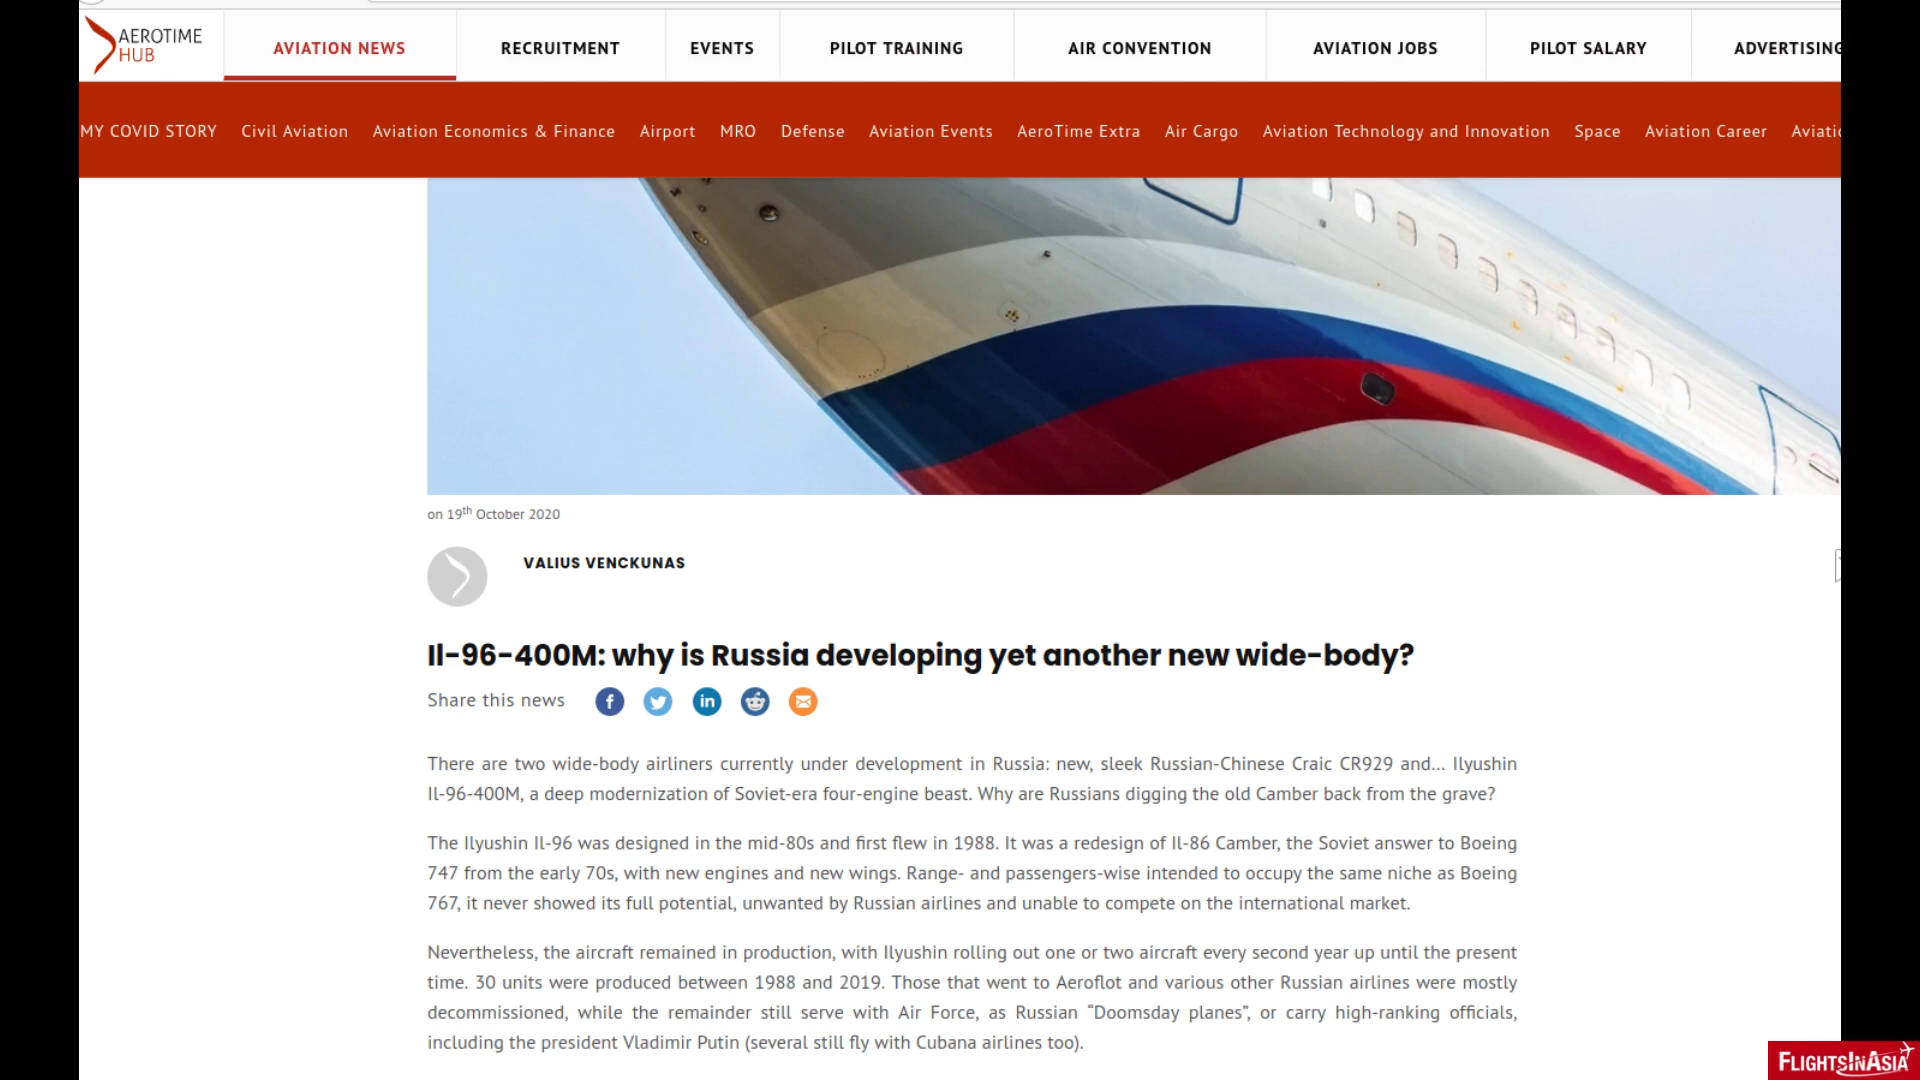 AEROTIME
HUB
AVIATION NEWS
RECRUITMENT
EVENTS
PILOT TRAINING
AIR CONVENTION
AVIATION JOBS
PILOT SALARY
ADVERTISING
MY COVID STORY
Civil Aviation
Aviation Economics & Finance
Airport
MRO
Defense
Aviation Events
AeroTime Extra
Air Cargo
Aviation Technology and Innovation
Space
Aviation Career
on 19th October 2020
VALIUS VENCKUNAS
Il-96-400M: why is Russia developing yet another new wide-body?
Share this news
There are two wide-body airliners currently under development in Russia: new, sleek Russian-Chinese Craic CR929 and... Ilyushin
Il-96-400M, a deep modernization of Soviet-era four-engine beast. Why are Russians digging the old Camber back from the grave?
The Ilyushin Il-96 was designed in the mid-80s and first flew in 1988. It was a redesign of Il-86 Camber, the Soviet answer to Boeing
747 from the early 70s, with new engines and new wings. Range- and passengers-wise intended to occupy the same niche as Boeing
767, it never showed its full potential, unwanted by Russian airlines and unable to compete on the international market.
Nevertheless, the aircraft remained in production, with Ilyushin rolling out one or two aircraft every second year up until the present
time. 30 units were produced between 1988 and 2019. Those that went to Aeroflot and various other Russian airlines were mostly
decommissioned, while the remainder still serve with Air Force, as Russian “Doomsday planes”, or carry high-ranking officials,
including the president Vladimir Putin (several still fly with Cubana airlines too).
FLIGHTSINASIA